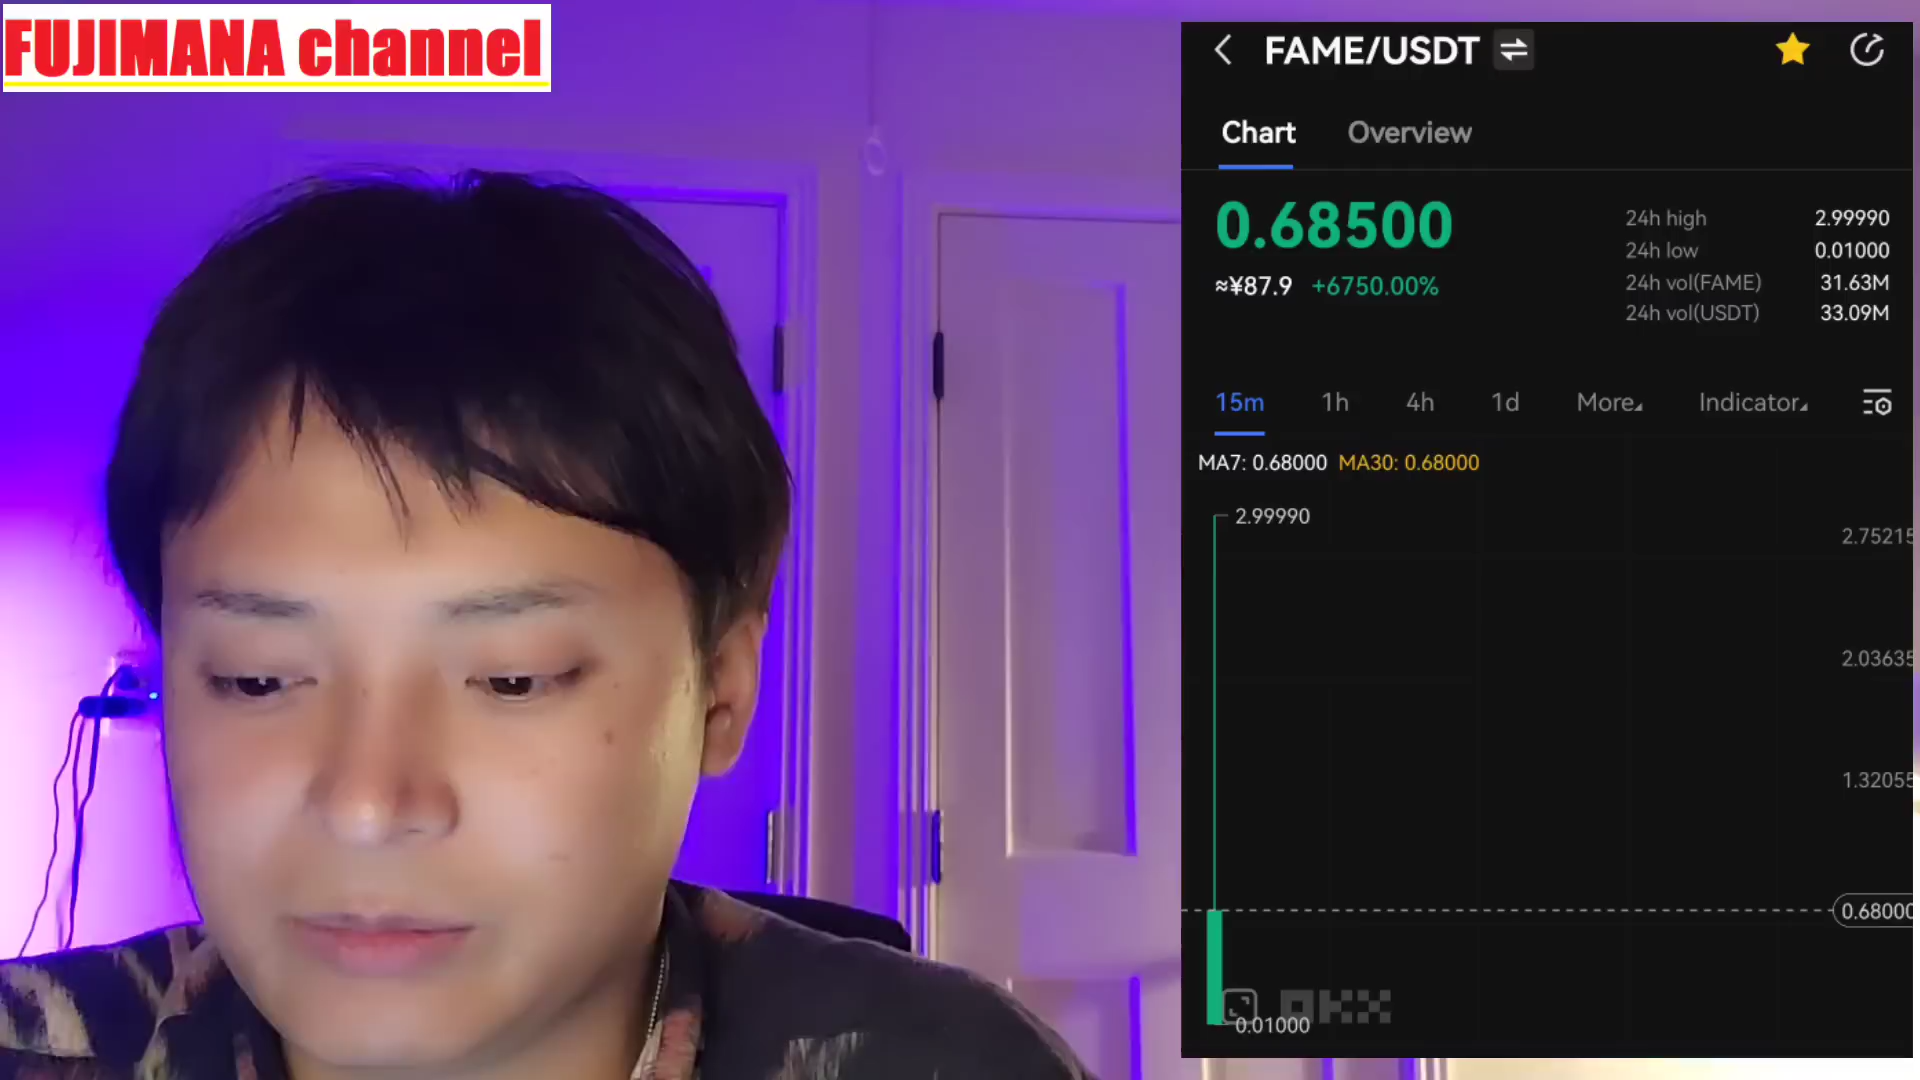 FUJIMANA channel
FAME/USDT
Chart Overview
0.68500
≈¥87.9 +6750.00%
24h high 2.99990
24h low 0.01000
24h vol(FAME) 31.63M
24h vol(USDT) 33.09M
15m 1h 4h 1d More Indicator
MA7: 0.68000 MA30: 0.68000
2.99990
2.75215
2.03635
1.32055
0.68000
OKX
0.01000